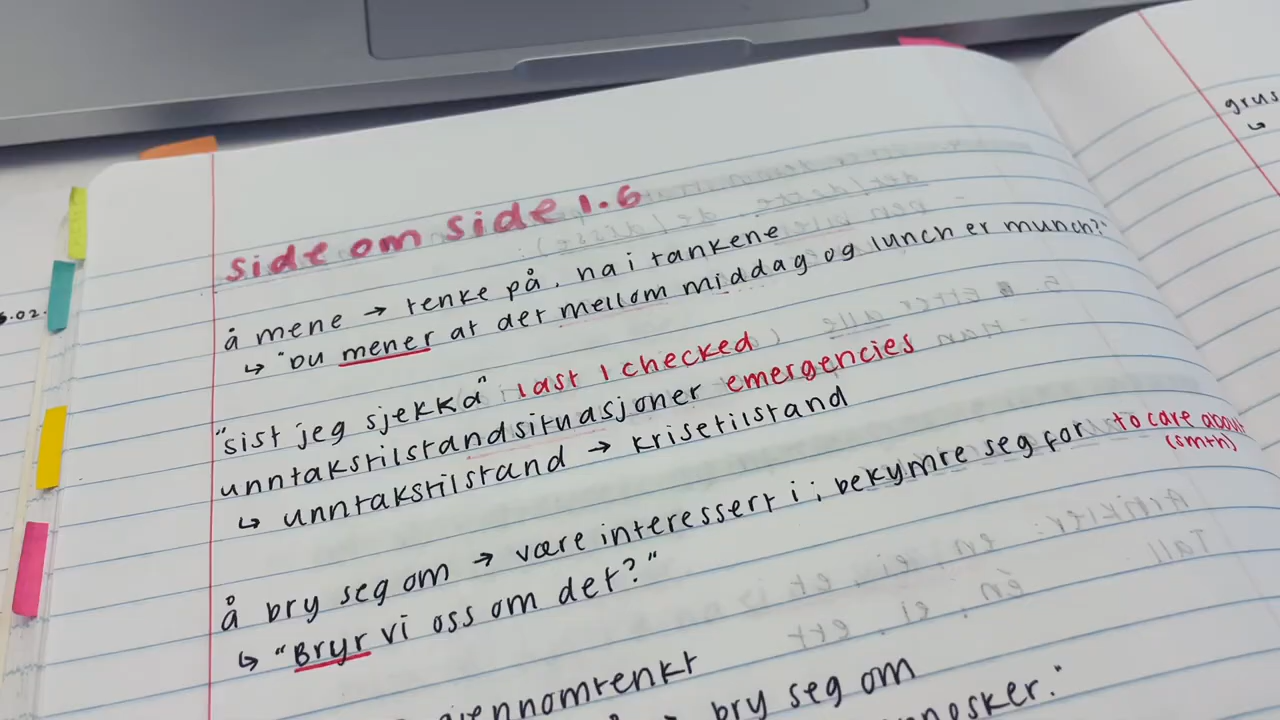 side om side 1.6
å mene → tenke på, ha i tankene
↳ "Du mener at det mellom middag og lunch er munch?"
"sist jeg sjekka" last I checked
unntakstilstandsituasjoner emergencies
↳ unntakstilstand → krisetilstand
å bry seg om → være interessert i; bekymre seg for to care about
(smth)
↳ "Bryr vi oss om det?"
bry seg om
grus
↳